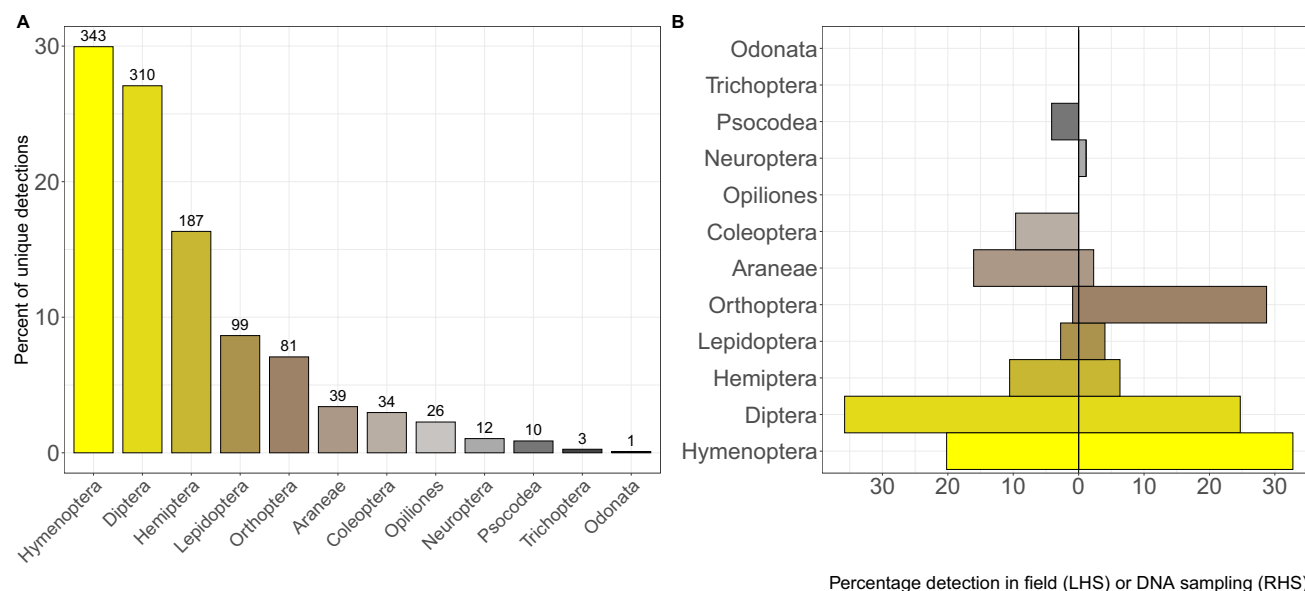 A
Percent of unique detections
30
20
10
0
343
310
187
99
81
39
34
26
12
10
3
1
Hymenoptera
Diptera
Hemiptera
Lepidoptera
Orthoptera
Araneae
Coleoptera
Opiliones
Neuroptera
Psocodea
Trichoptera
Odonata
B
Odonata
Trichoptera
Psocodea
Neuroptera
Opiliones
Coleoptera
Araneae
Orthoptera
Lepidoptera
Hemiptera
Diptera
Hymenoptera
30 20 10 0 10 20 30
Percentage detection in field (LHS) or DNA sampling (RHS)